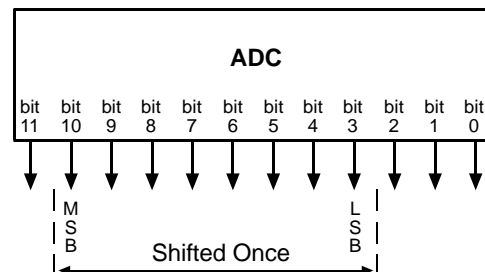 ADC
bit bit bit bit bit bit bit bit bit bit bit bit
11 10 9 8 7 6 5 4 3 2 1 0
M L
S S
B B
Shifted Once